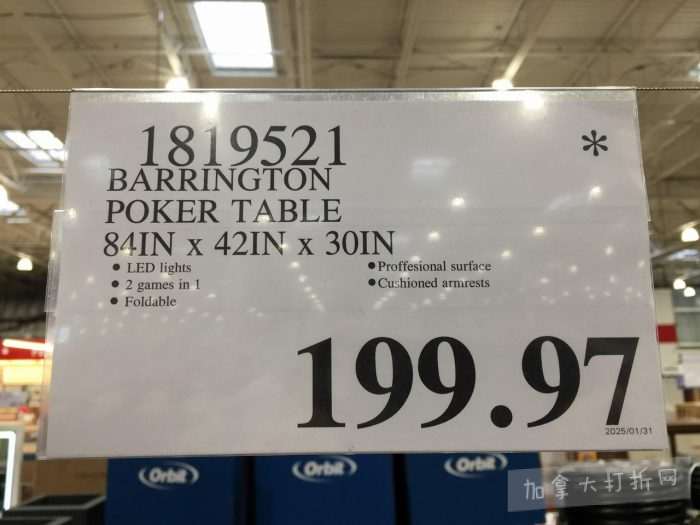 1819521
*
BARRINGTON
POKER TABLE
84IN x 42IN x 30IN
• LED lights
• 2 games in 1
• Foldable
• Proffesional surface
• Cushioned armrests
199.97
2025/01/31
Orbit Orbit Orbit
加拿大打折网